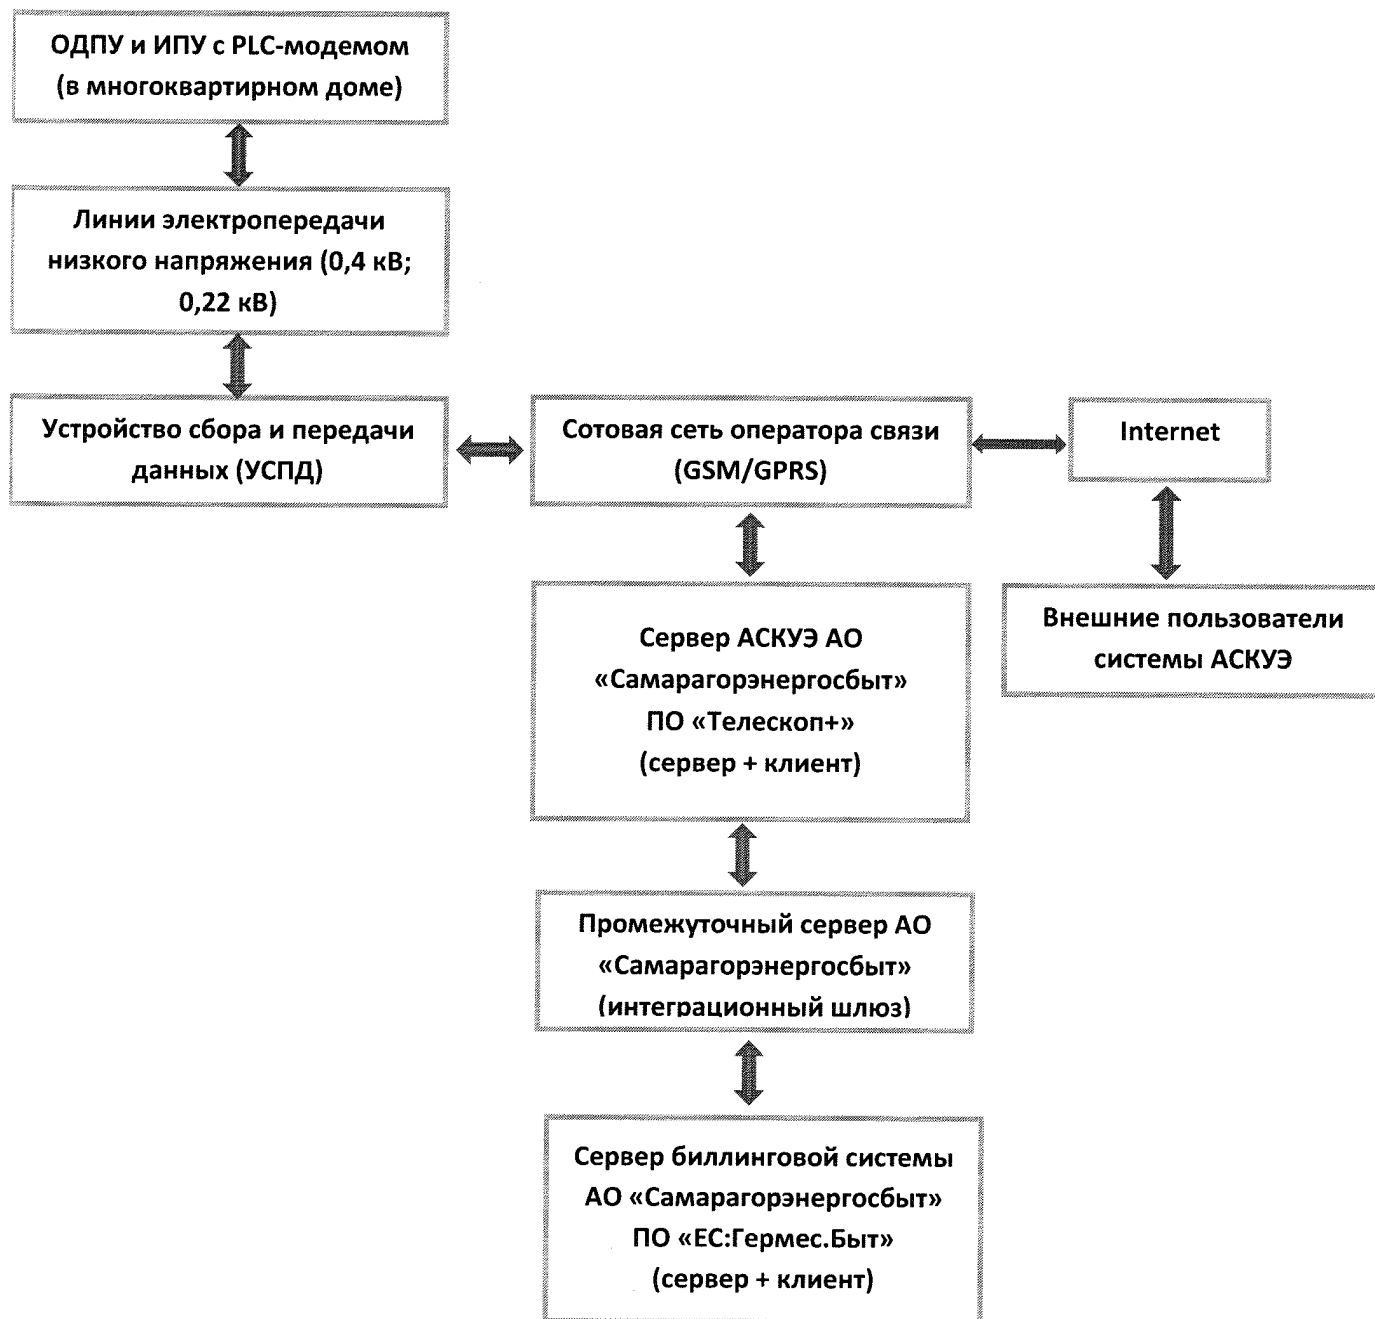 ОДПУ и ИПУ с PLC-модемом
(в многоквартирном доме)
Линии электропередачи
низкого напряжения (0,4 кВ;
0,22 кВ)
Устройство сбора и передачи
данных (УСПД)
Сотовая сеть оператора связи
(GSM/GPRS)
Internet
Внешние пользователи
системы АСКУЭ
Сервер АСКУЭ АО
«Самарагорэнергосбыт»
ПО «Телескоп+»
(сервер + клиент)
Промежуточный сервер АО
«Самарагорэнергосбыт»
(интеграционный шлюз)
Сервер биллинговой системы
АО «Самарагорэнергосбыт»
ПО «ЕС:Гермес.Быт»
(сервер + клиент)